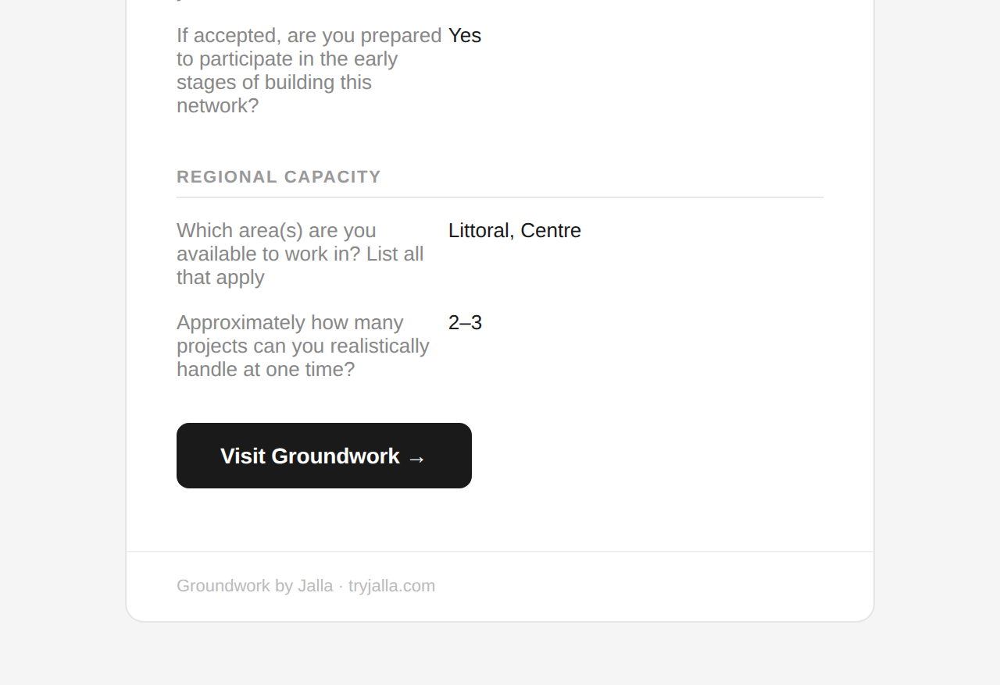 If accepted, are you prepared Yes
to participate in the early
stages of building this
network?
REGIONAL CAPACITY
Which area(s) are you Littoral, Centre
available to work in? List all
that apply
Approximately how many 2–3
projects can you realistically
handle at one time?
Visit Groundwork →
Groundwork by Jalla · tryjalla.com